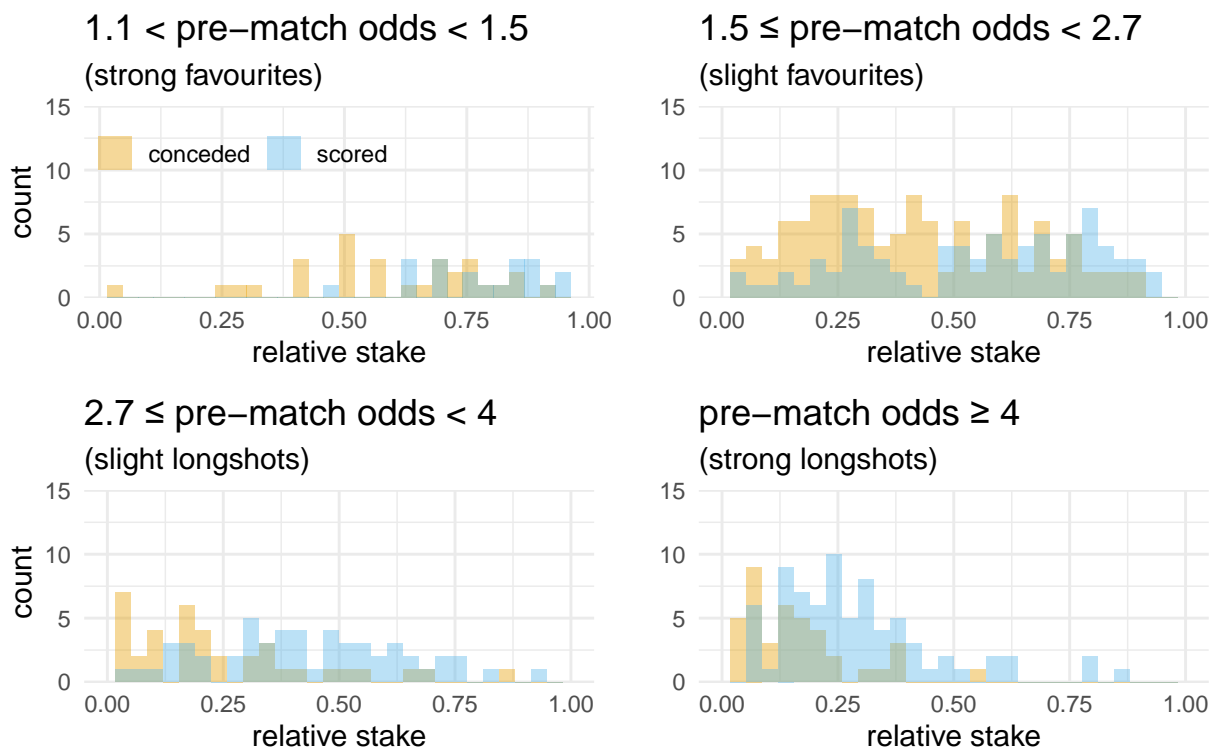 1.1 < pre−match odds < 1.5
(strong favourites)
15
10
5
0
count
conceded
scored
0.00 0.25 0.50 0.75 1.00
relative stake
1.5 ≤ pre−match odds < 2.7
(slight favourites)
15
10
5
0
0.00 0.25 0.50 0.75 1.00
relative stake
2.7 ≤ pre−match odds < 4
(slight longshots)
15
10
5
0
count
0.00 0.25 0.50 0.75 1.00
relative stake
pre−match odds ≥ 4
(strong longshots)
15
10
5
0
0.00 0.25 0.50 0.75 1.00
relative stake